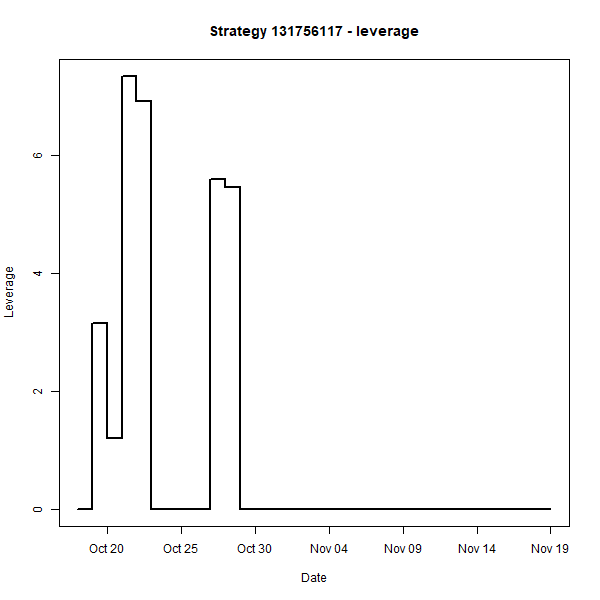 Strategy 131756117 - leverage
Leverage
6
4
2
0
Oct 20 Oct 25 Oct 30 Nov 04 Nov 09 Nov 14 Nov 19
Date